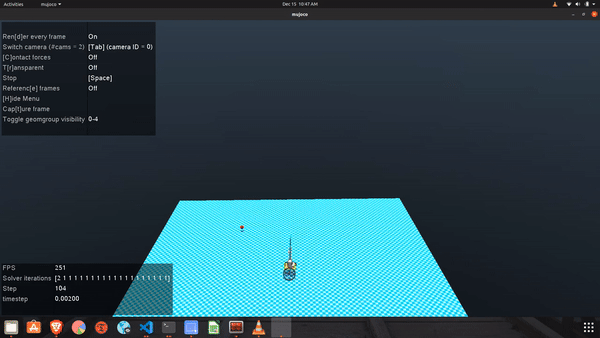 Activities
mujoco
Dec 15 10:47 AM
mujoco
Ren[d]er every frame On
Switch camera (#cams = 2) [Tab] (camera ID = 0)
[C]ontact forces Off
T[r]ansparent Off
Stop [Space]
Referenc[e] frames Off
[H]ide Menu
Cap[t]ure frame
Toggle geomgroup visibility 0-4
FPS 251
Solver iterations [2 1 1 1 1 1 1 1 1 1 1 1 1 1 1 1 1 1 1 1]
Step 104
timestep 0.00200